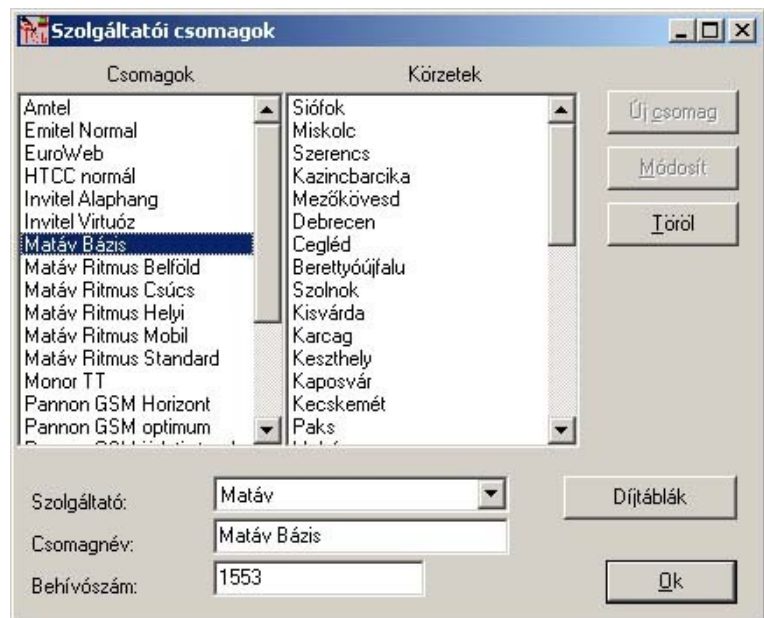 Szolgáltatói csomagok
Csomagok
Körzetek
Amtel
Emitel Normal
EuroWeb
HTCC normál
Invitel Alaphang
Invitel Virtuóz
Matáv Bázis
Matáv Ritmus Belföld
Matáv Ritmus Csúcs
Matáv Ritmus Helyi
Matáv Ritmus Mobil
Matáv Ritmus Standard
Monor TT
Pannon GSM Horizont
Pannon GSM optimum
Siófok
Miskolc
Szerencs
Kazincbarcika
Mezőkövesd
Debrecen
Cegléd
Berettyóújfalu
Szolnok
Kisvárda
Karcag
Keszthely
Kaposvár
Kecskemét
Paks
Új csomag
Módosít
Töröl
Szolgáltató:
Matáv
Díjtáblák
Csomagnév:
Matáv Bázis
Behívószám:
1553
Ok